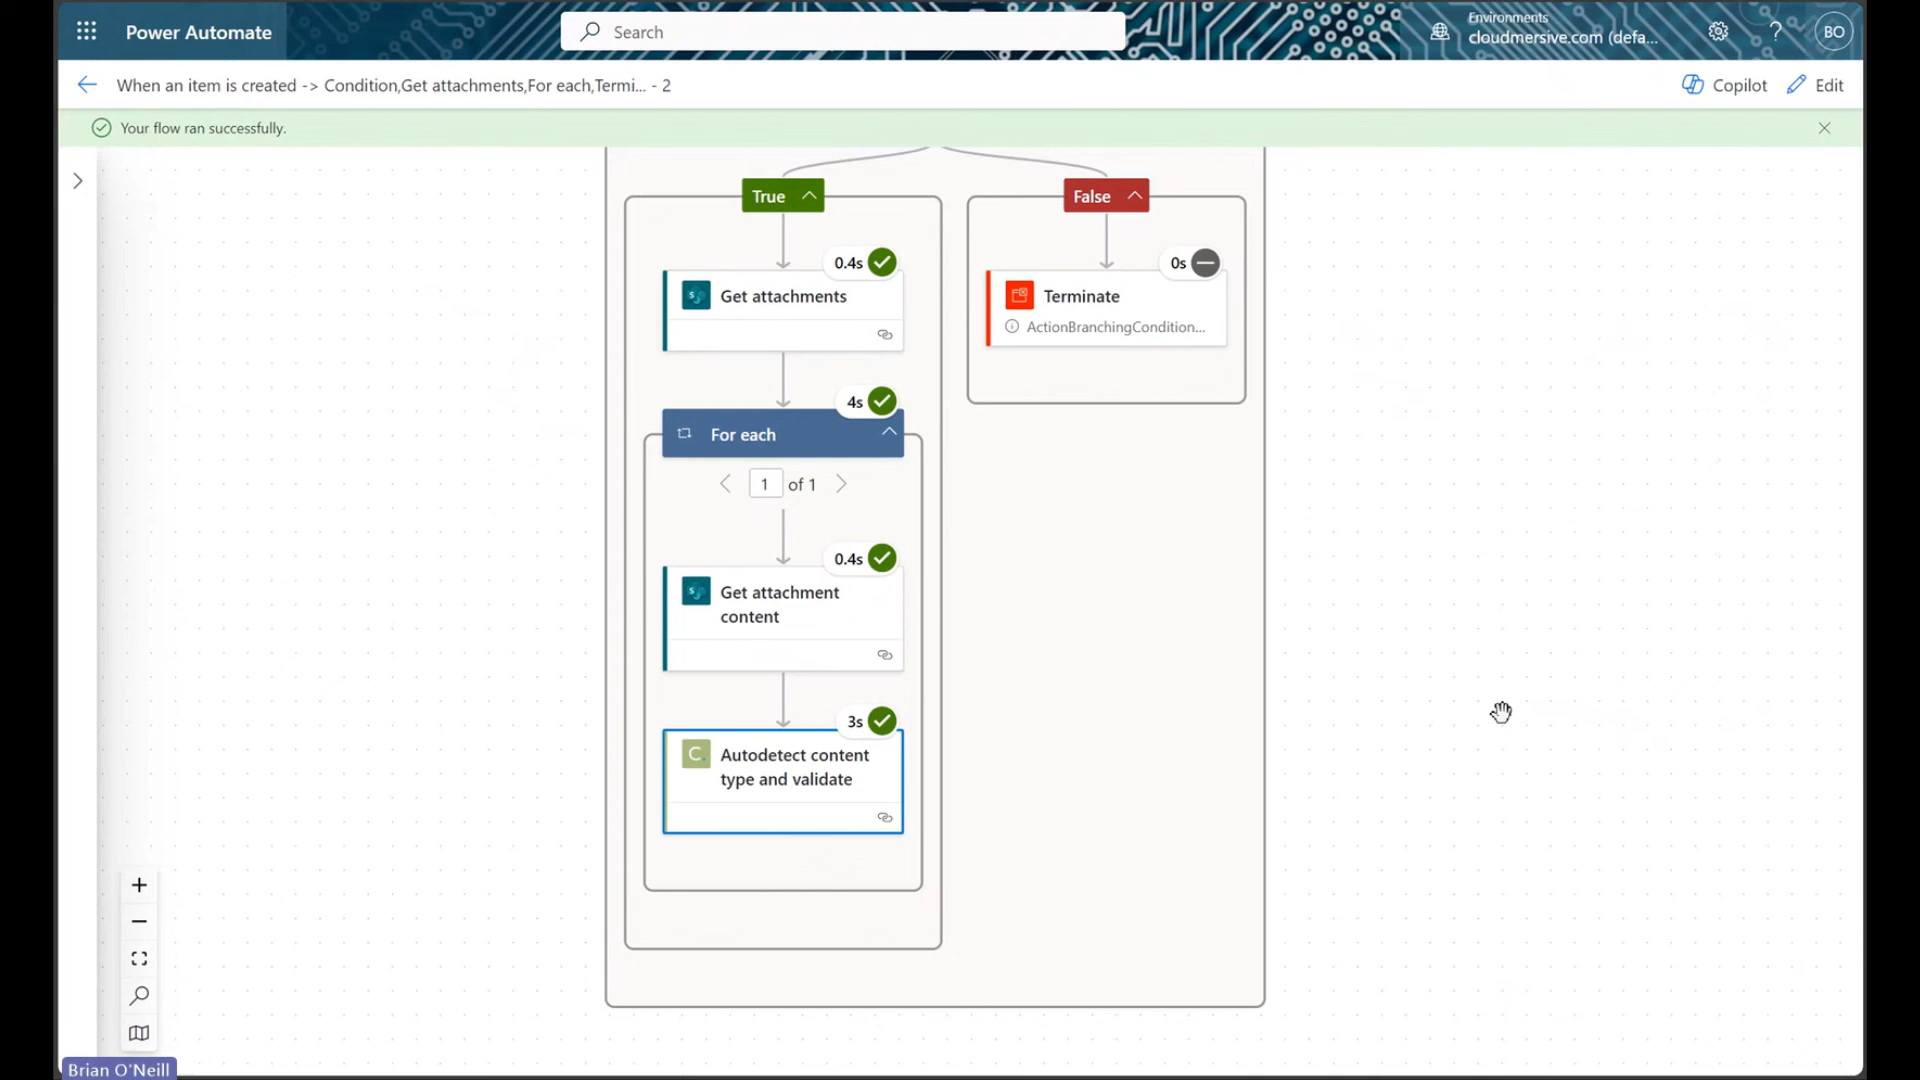 Power Automate
Search
Environments
cloudmersive.com (defa...
?
BO
When an item is created -> Condition,Get attachments,For each,Termi... - 2
Copilot
Edit
Your flow ran successfully.
True
False
0.4s
0s
Get attachments
Terminate
ActionBranchingCondition...
4s
For each
1 of 1
0.4s
Get attachment
content
3s
C.
Autodetect content
type and validate
Brian O'Neill